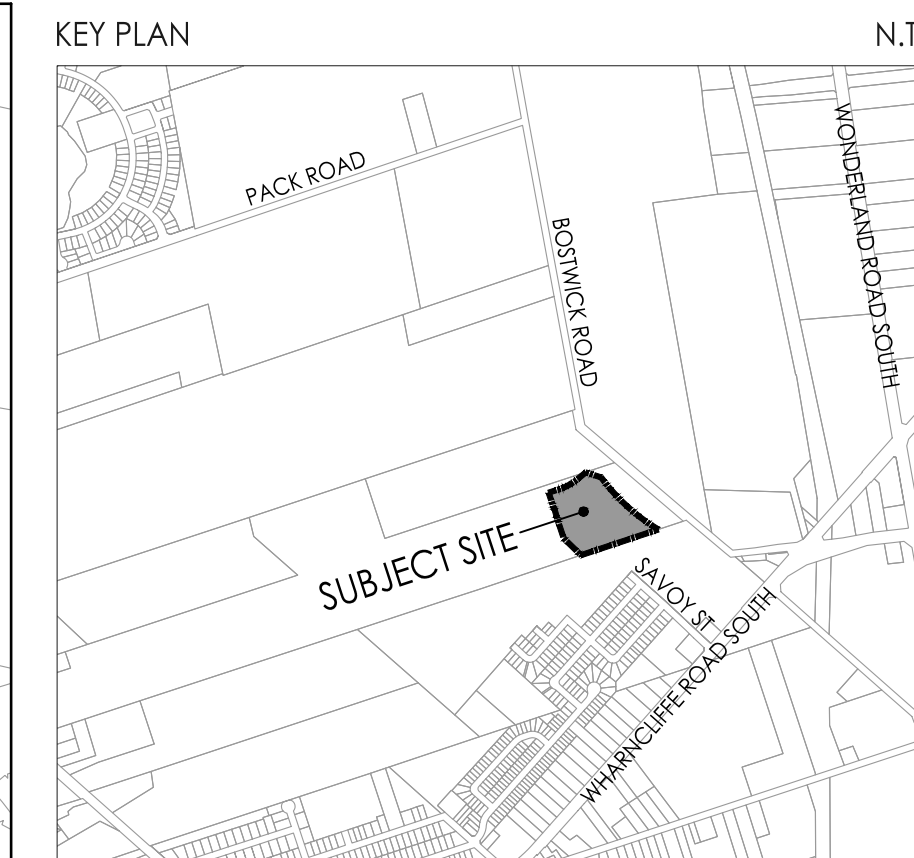 KEY PLAN
N.T
PACK ROAD
BOSTWICK ROAD
WONDERLAND ROAD SOUTH
SUBJECT SITE
SAVOY ST
WHARNCLIFFE ROAD SOUTH